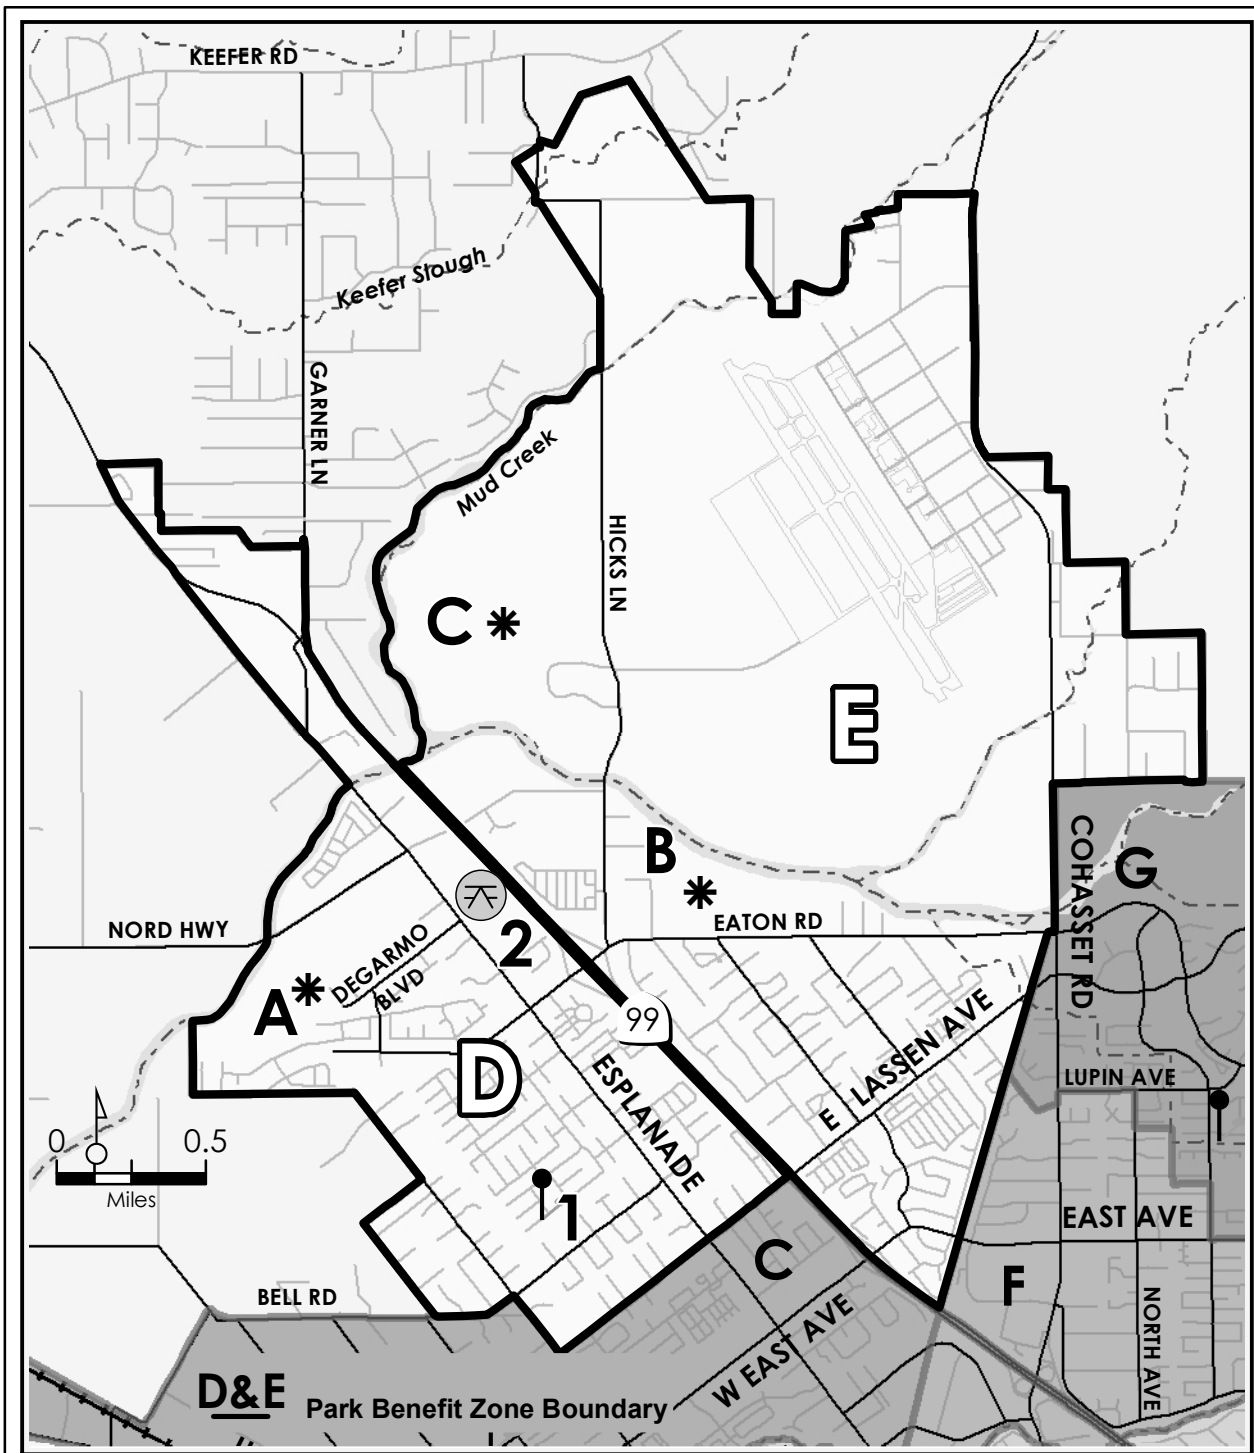 KEEFER RD
Keefer Slough
GARNER LN
Mud Creek
HICKS LN
C
E
B
COHASSET RD
G
NORD HWY
2
EATON RD
DEGARMO
BLVD
A
99
D
ESPLANADE
E LASSEN AVE
LUPIN AVE
0 0.5
Miles
1
EAST AVE
C
F
BELL RD
W EAST AVE
NORTH AVE
D&E Park Benefit Zone Boundary